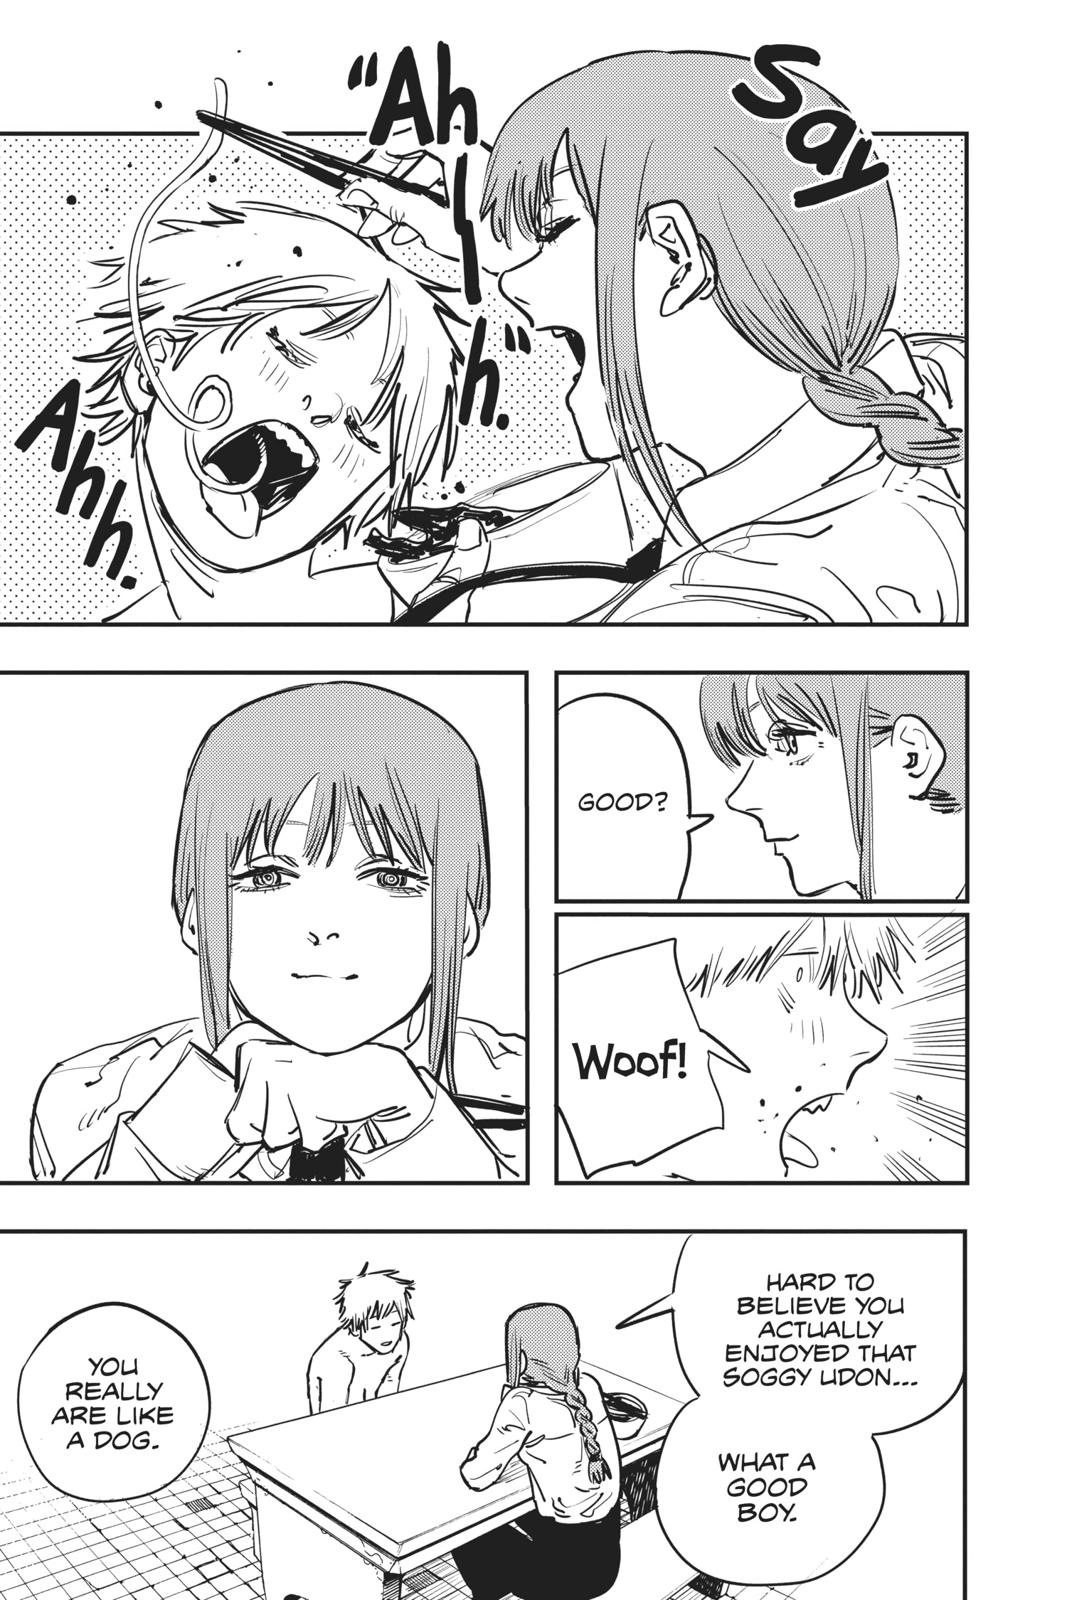 Say
"Ah
h
h."
Ahh.
GOOD?
Woof!
HARD TO
BELIEVE YOU
ACTUALLY
ENJOYED THAT
SOGGY UDON...
WHAT A
GOOD
BOY.
YOU
REALLY
ARE LIKE
A DOG.